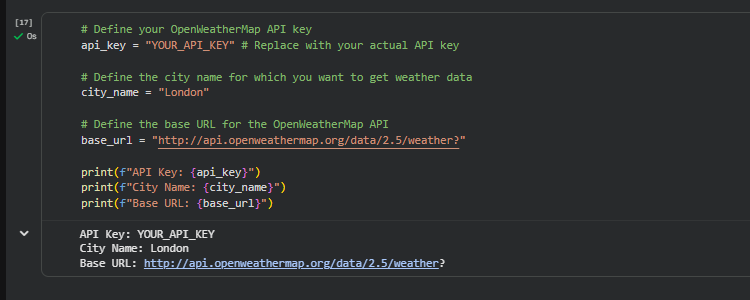 [17]
0s
# Define your OpenWeatherMap API key
api_key = "YOUR_API_KEY" # Replace with your actual API key
# Define the city name for which you want to get weather data
city_name = "London"
# Define the base URL for the OpenWeatherMap API
base_url = "http://api.openweathermap.org/data/2.5/weather?"
print(f"API Key: {api_key}")
print(f"City Name: {city_name}")
print(f"Base URL: {base_url}")
API Key: YOUR_API_KEY
City Name: London
Base URL: http://api.openweathermap.org/data/2.5/weather?